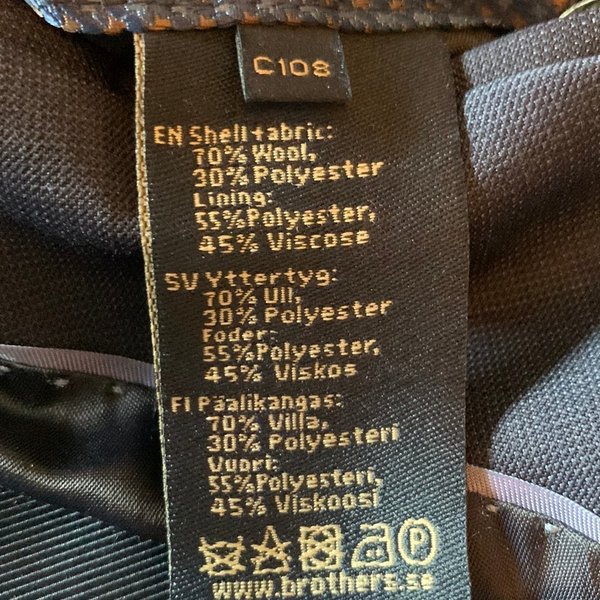 C108
EN Shell fabric:
70% Wool,
30% Polyester
Lining:
55% Polyester,
45% Viscose
SV Yttertyg:
70% Ull,
30% Polyester
Foder:
55% Polyester,
45% Viskos
FI Päälikangas:
70% Villa,
30% Polyesteri
Vuori:
55% Polyesteri,
45% Viskoosi
P
www.brothers.se